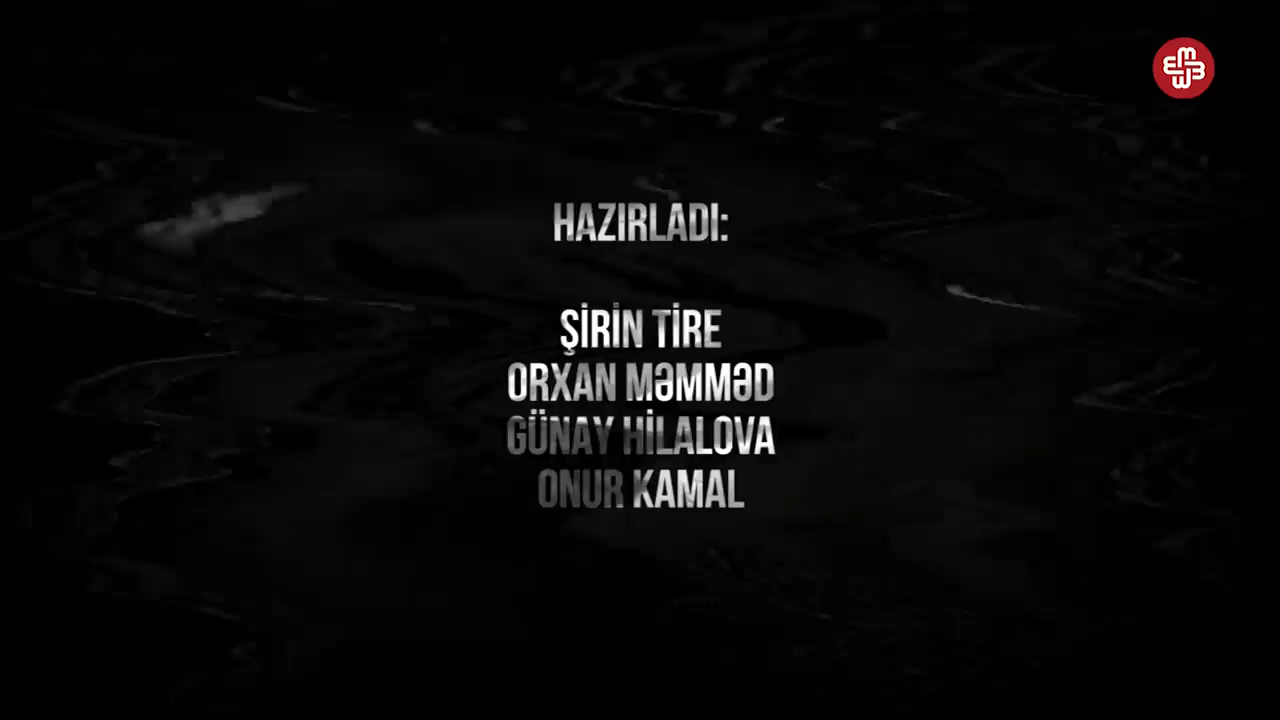 HAZIRLADI:
ŞİRİN TİRE
ORXAN MƏMMƏD
GÜNAY HİLALOVA
ONUR KAMAL